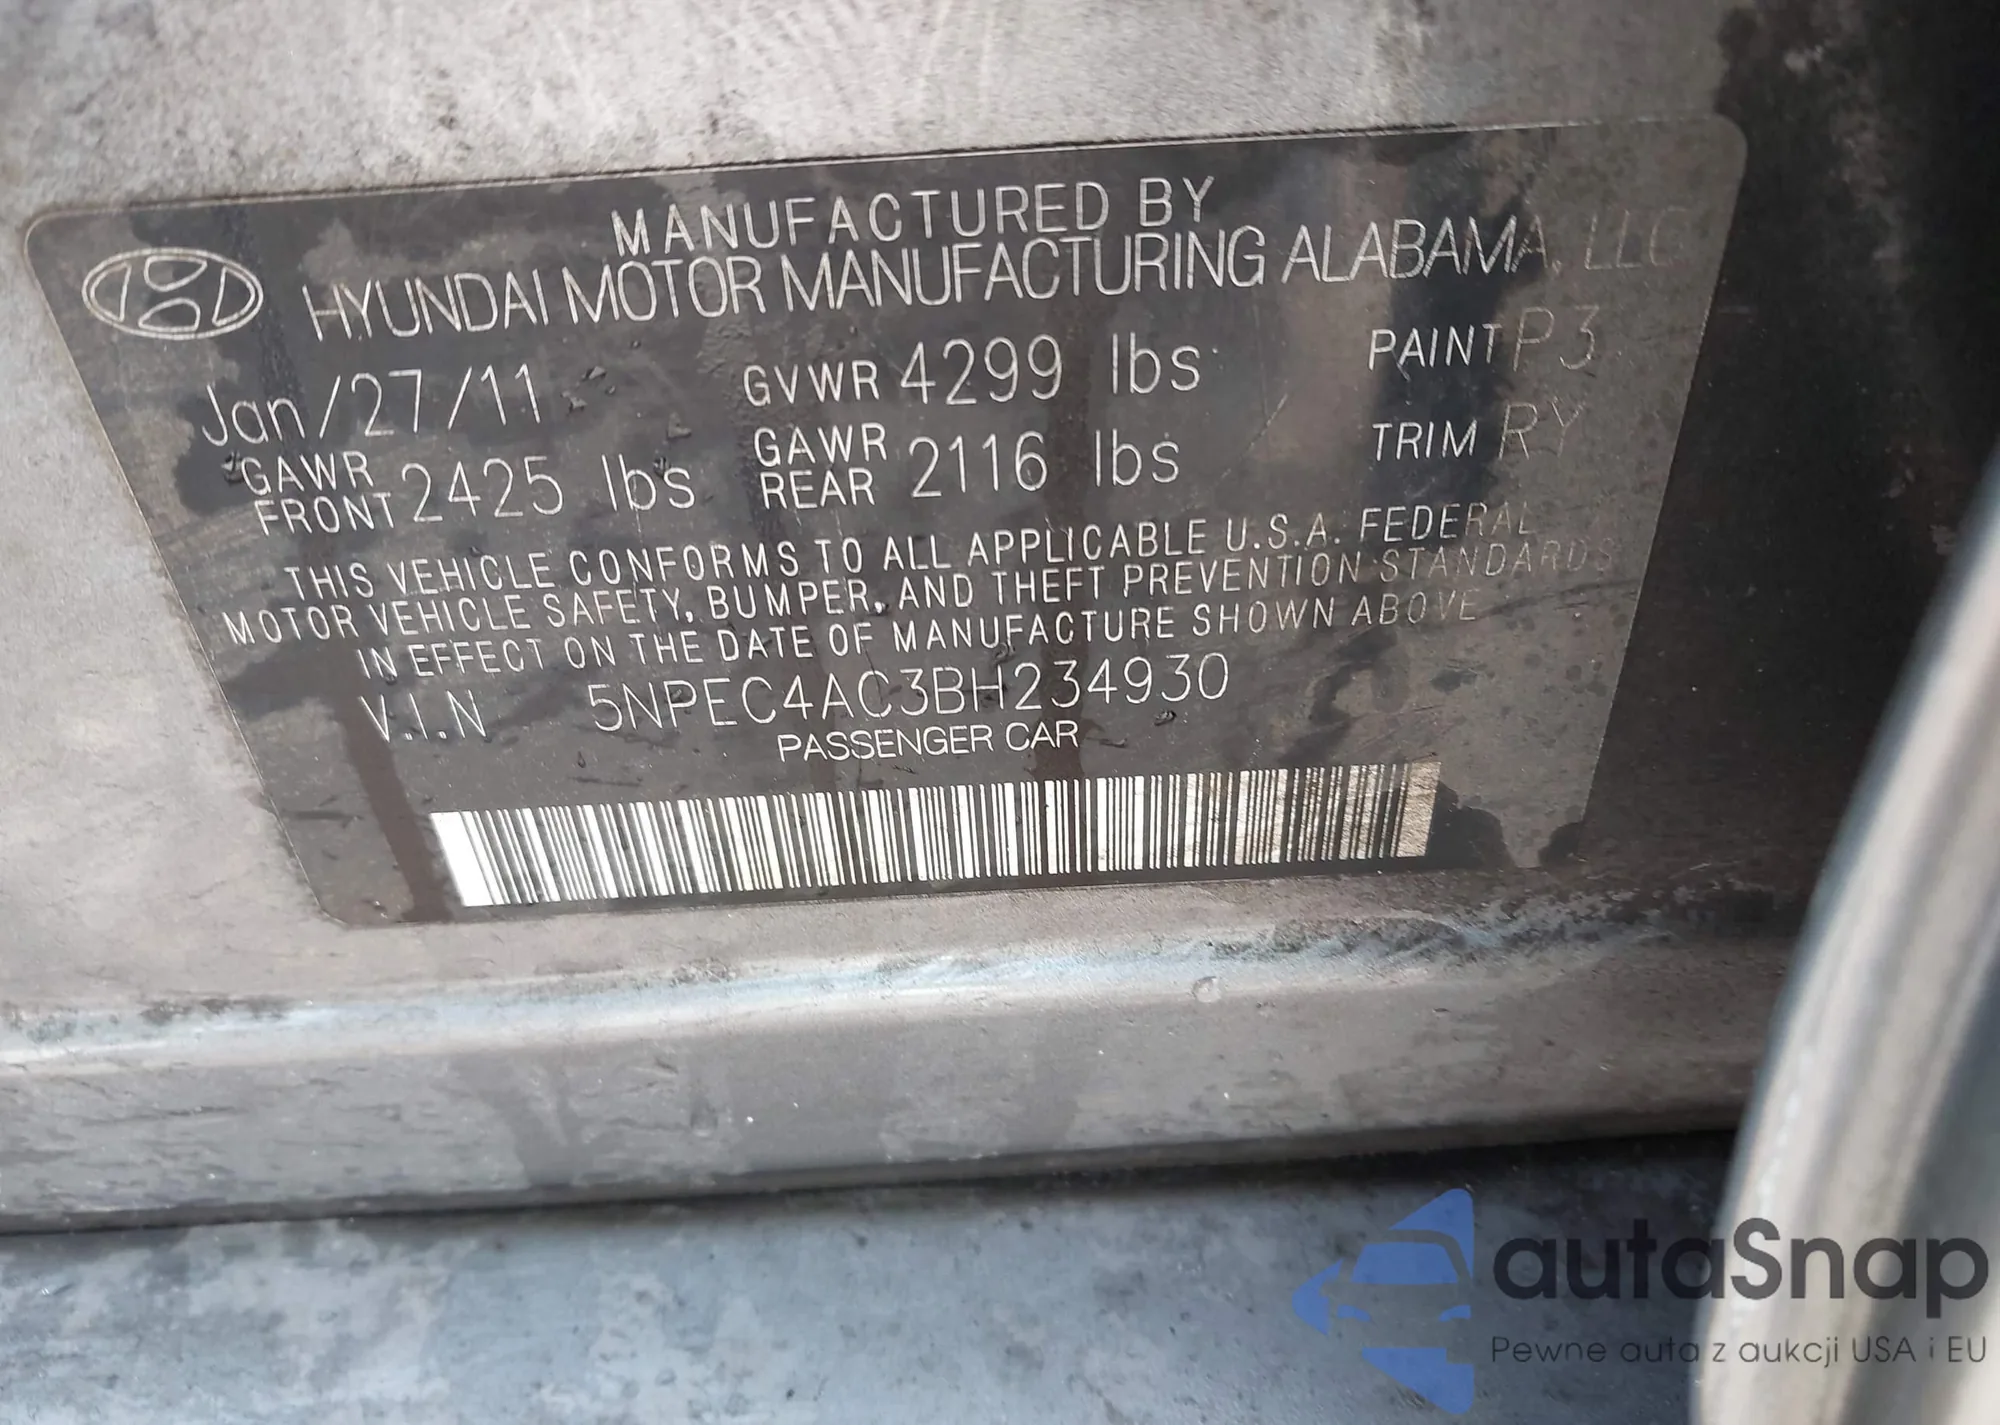 MANUFACTURED BY
HYUNDAI MOTOR MANUFACTURING ALABAMA, LLC
Jan/27/11 GVWR 4299 lbs PAINT P3
GAWR FRONT 2425 lbs GAWR REAR 2116 lbs TRIM RY
THIS VEHICLE CONFORMS TO ALL APPLICABLE U.S.A. FEDERAL
MOTOR VEHICLE SAFETY, BUMPER, AND THEFT PREVENTION STANDARDS
IN EFFECT ON THE DATE OF MANUFACTURE SHOWN ABOVE
V.I.N 5NPEC4AC3BH234930
PASSENGER CAR
autaSnap
Pewne auta z aukcji USA i EU